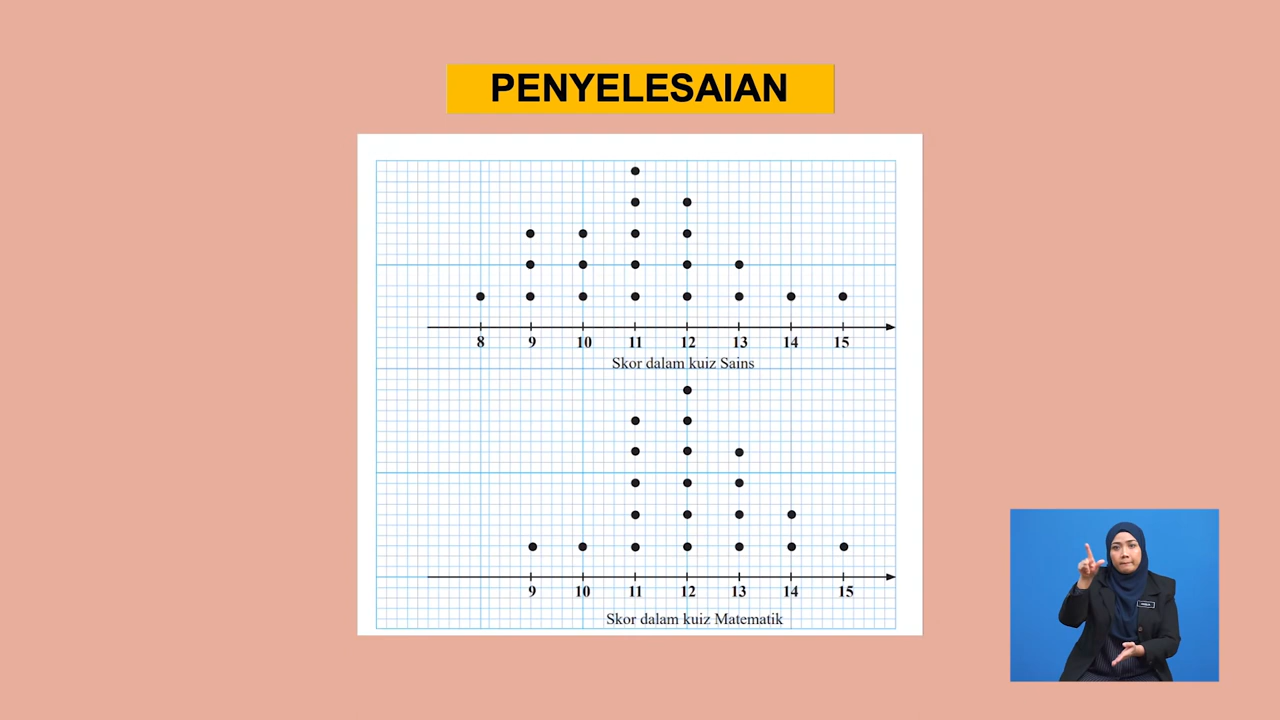 PENYELESAIAN
8 9 10 11 12 13 14 15
Skor dalam kuiz Sains
9 10 11 12 13 14 15
Skor dalam kuiz Matematik